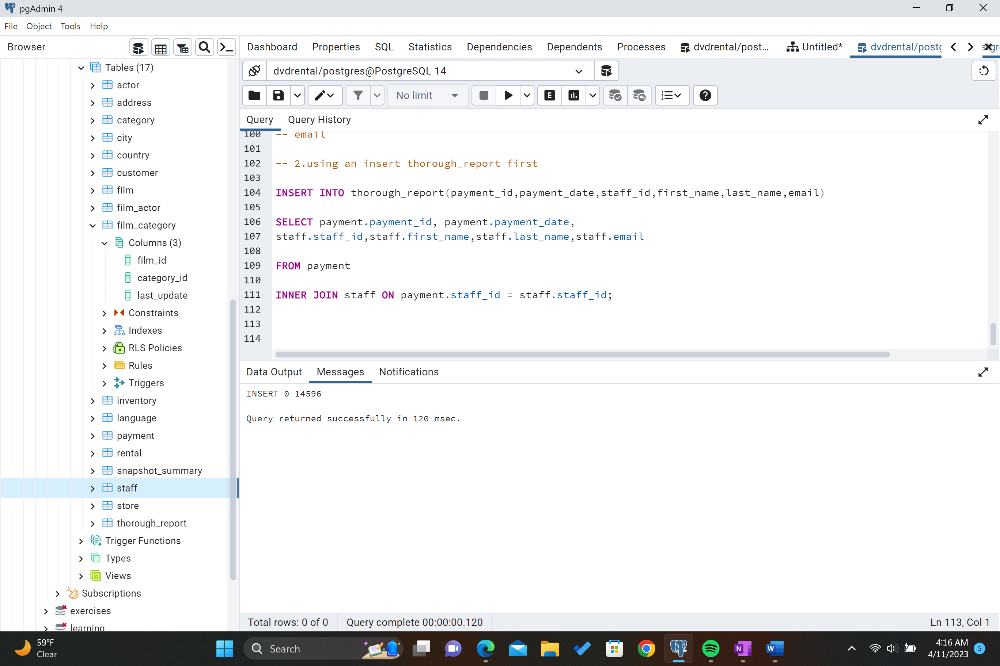 pgAdmin 4
File Object Tools Help
Browser
Dashboard Properties SQL Statistics Dependencies Dependents Processes dvdrental/post... Untitled* dvdrental/postg
Tables (17)
actor
address
category
city
country
customer
film
film_actor
film_category
Columns (3)
film_id
category_id
last_update
Constraints
Indexes
RLS Policies
Rules
Triggers
inventory
language
payment
rental
snapshot_summary
staff
store
thorough_report
Trigger Functions
Types
Views
Subscriptions
exercises
learning
dvdrental/postgres@PostgreSQL 14
No limit
E
Query Query History
100 -- email
101
102 -- 2.using an insert thorough_report first
103
104 INSERT INTO thorough_report(payment_id,payment_date,staff_id,first_name,last_name,email)
105
106 SELECT payment.payment_id, payment.payment_date,
107 staff.staff_id,staff.first_name,staff.last_name,staff.email
108
109 FROM payment
110
111 INNER JOIN staff ON payment.staff_id = staff.staff_id;
112
113
114
Data Output Messages Notifications
INSERT 0 14596
Query returned successfully in 120 msec.
Total rows: 0 of 0 Query complete 00:00:00.120 Ln 113, Col 1
59°F
Clear
Search
4:16 AM
4/11/2023
5